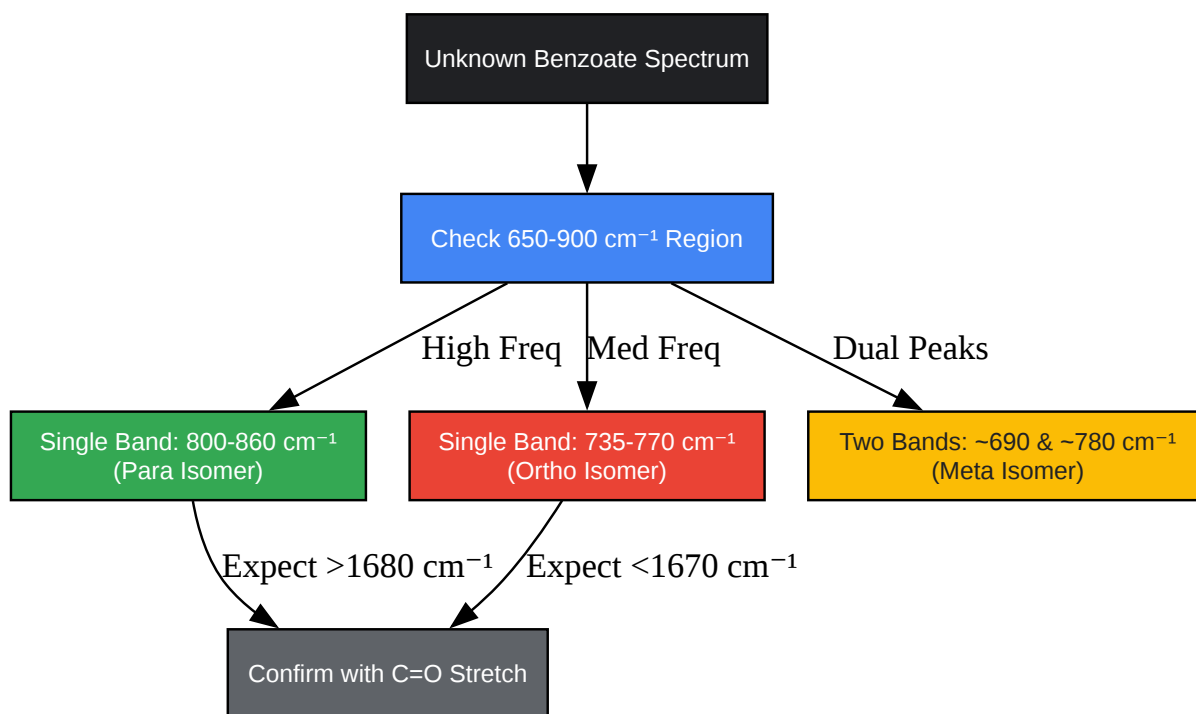 Unknown Benzoate Spectrum
Check 650-900 cm⁻¹ Region
High Freq
Med Freq
Dual Peaks
Single Band: 800-860 cm⁻¹
(Para Isomer)
Single Band: 735-770 cm⁻¹
(Ortho Isomer)
Two Bands: ~690 & ~780 cm⁻¹
(Meta Isomer)
Expect >1680 cm⁻¹
Expect <1670 cm⁻¹
Confirm with C=O Stretch